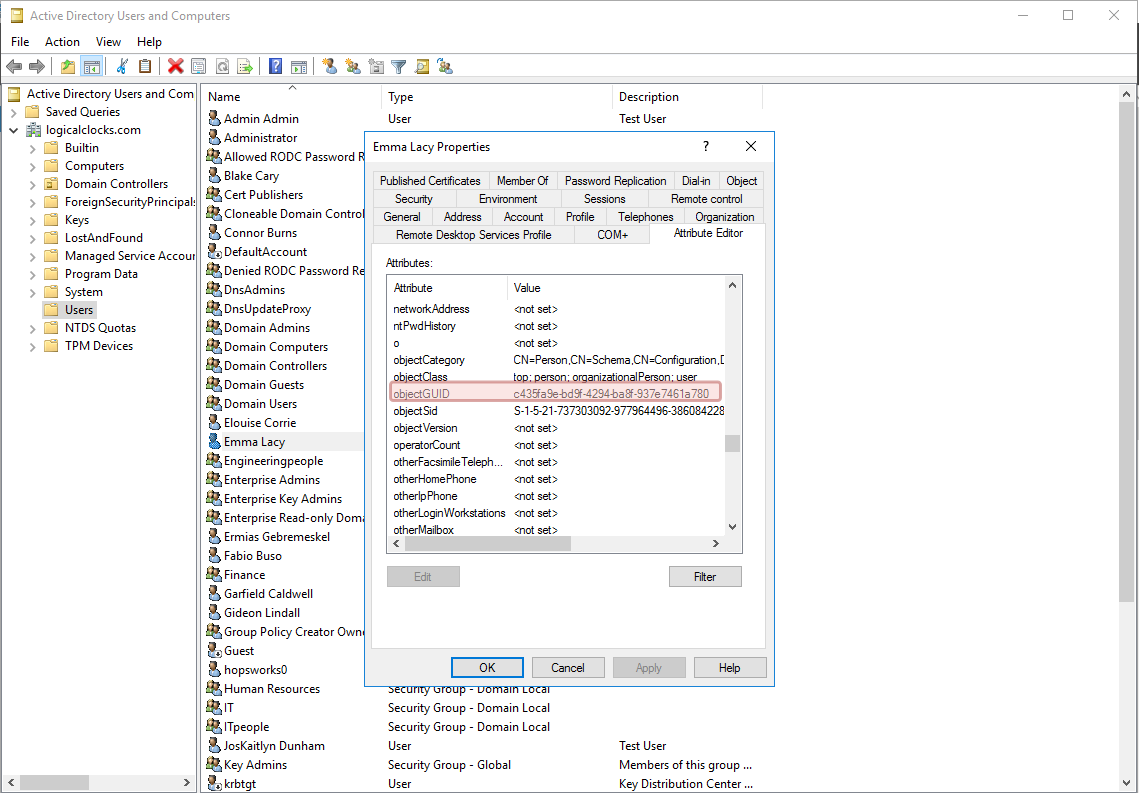 Active Directory Users and Computers
File Action View Help
Active Directory Users and Com
Saved Queries
logicalclocks.com
Builtin
Computers
Domain Controllers
ForeignSecurityPrincipals
Keys
LostAndFound
Managed Service Accour
Program Data
System
Users
NTDS Quotas
TPM Devices
Name Type Description
Admin Admin User Test User
Administrator
Allowed RODC Password R
Blake Cary
Cert Publishers
Cloneable Domain Control
Connor Burns
DefaultAccount
Denied RODC Password Re
DnsAdmins
DnsUpdateProxy
Domain Admins
Domain Computers
Domain Controllers
Domain Guests
Domain Users
Elouise Corrie
Emma Lacy
Engineeringpeople
Enterprise Admins
Enterprise Key Admins
Enterprise Read-only Doma
Ermias Gebremeskel
Fabio Buso
Finance
Garfield Caldwell
Gideon Lindall
Group Policy Creator Owne
Guest
hopsworks0
Human Resources Security Group - Domain Local
IT Security Group - Domain Local
ITpeople Security Group - Domain Local
JosKaitlyn Dunham User Test User
Key Admins Security Group - Global Members of this group ...
krbtgt User Key Distribution Center ...
Emma Lacy Properties ?
Published Certificates Member Of Password Replication Dial-in Object
Security Environment Sessions Remote control
General Address Account Profile Telephones Organization
Remote Desktop Services Profile COM+ Attribute Editor
Attributes:
Attribute Value
networkAddress <not set>
ntPwdHistory <not set>
o <not set>
objectCategory CN=Person,CN=Schema,CN=Configuration,D
objectClass top; person; organizationalPerson; user
objectGUID c435fa9e-bd9f-4294-ba8f-937e7461a780
objectSid S-1-5-21-737303092-977964496-386084228
objectVersion <not set>
operatorCount <not set>
otherFacsimileTeleph... <not set>
otherHomePhone <not set>
otherIpPhone <not set>
otherLoginWorkstations <not set>
otherMailbox <not set>
Edit Filter
OK Cancel Apply Help